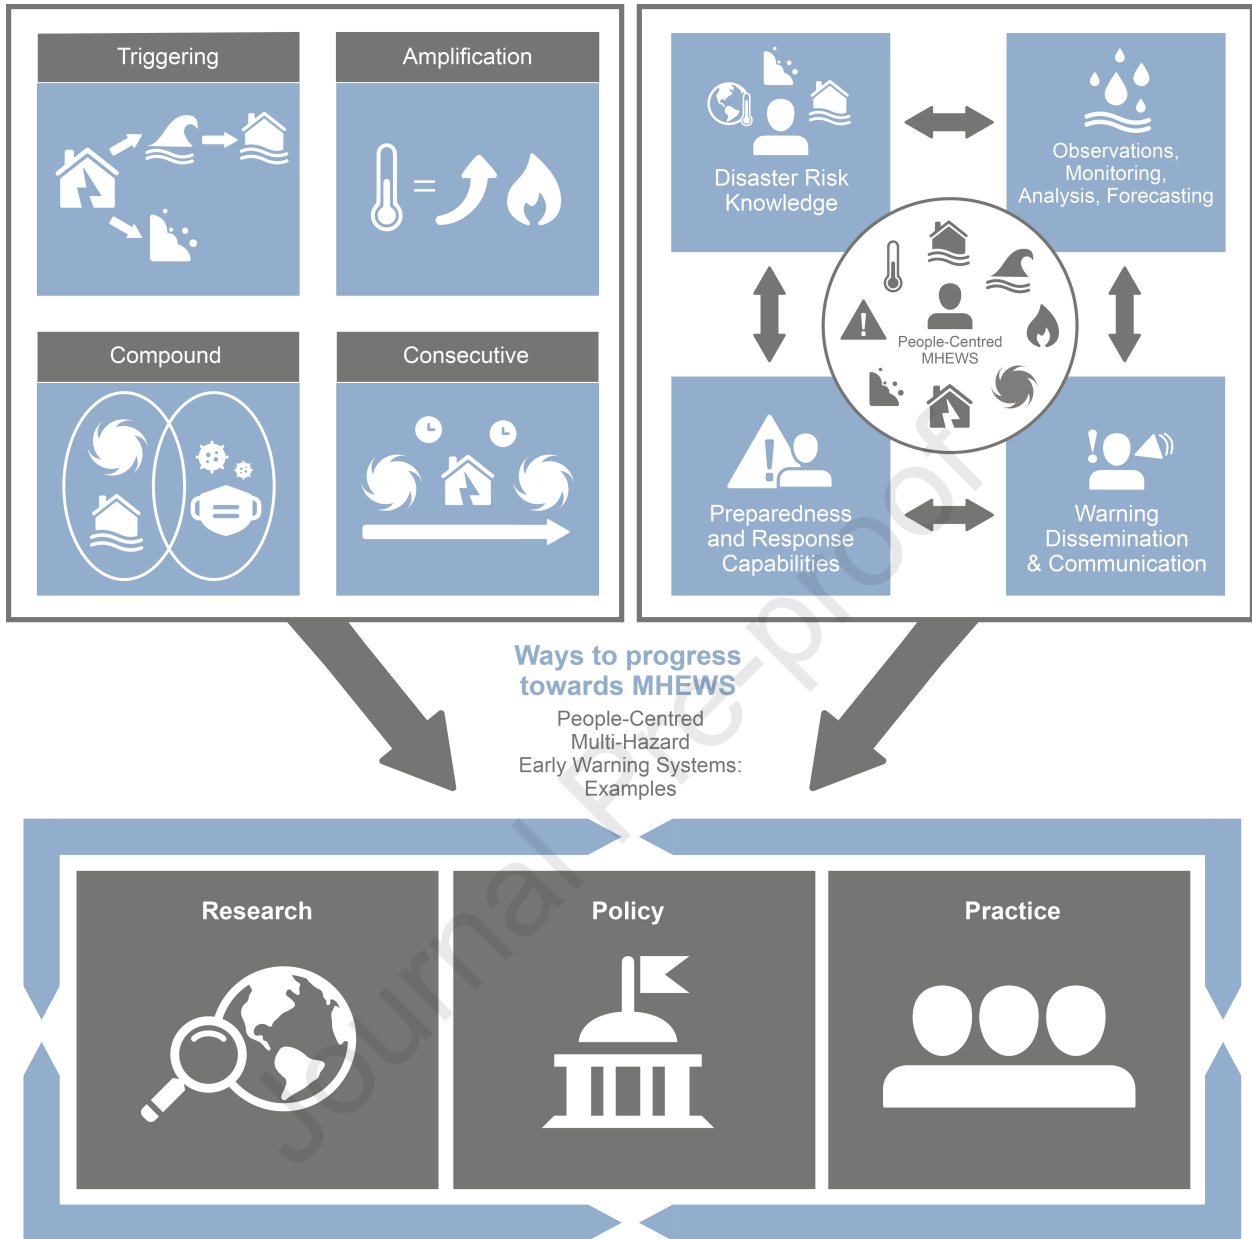 Triggering
Amplification
Compound
Consecutive
Disaster Risk
Knowledge
Observations,
Monitoring,
Analysis, Forecasting
People-Centred
MHEWS
Preparedness
and Response
Capabilities
Warning
Dissemination
& Communication
Ways to progress
towards MHEWS
People-Centred
Multi-Hazard
Early Warning Systems:
Examples
Research
Policy
Practice
Journal Pre-proof